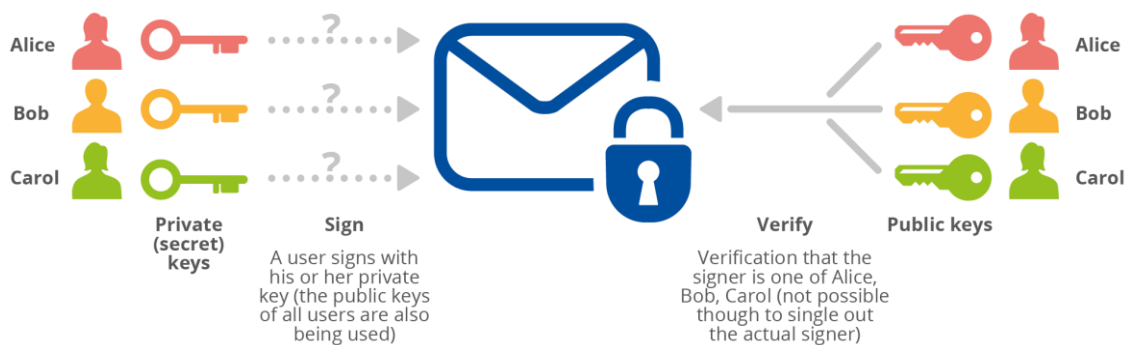 Alice
?
Alice
Bob
?
Bob
Carol
?
Carol
Private
(secret)
keys
Sign
A user signs with
his or her private
key (the public keys
of all users are also
being used)
Verify
Verification that the
signer is one of Alice,
Bob, Carol (not possible
though to single out
the actual signer)
Public keys